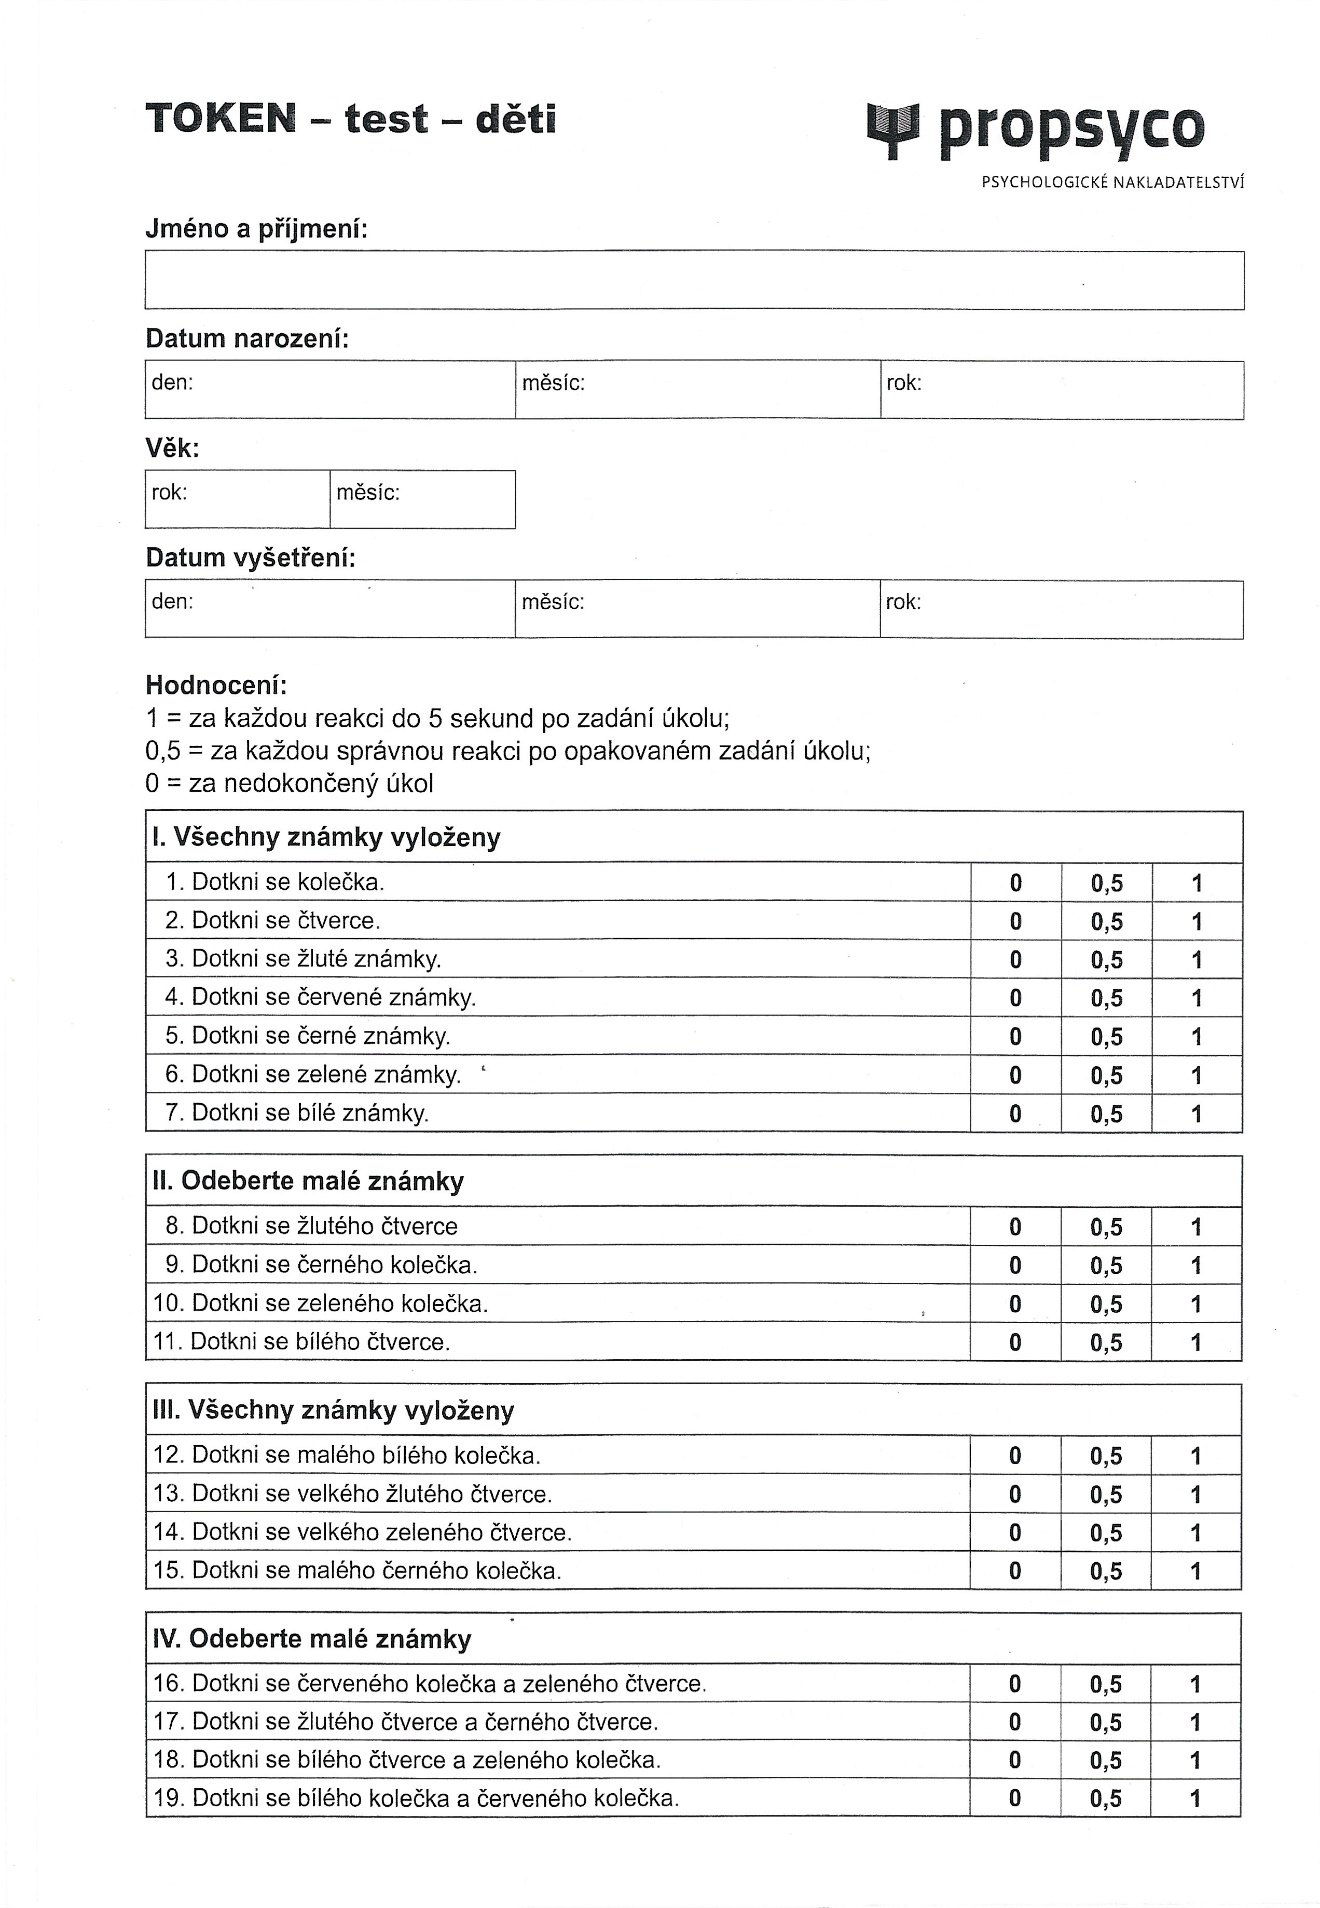 TOKEN – test – děti
propsyco
PSYCHOLOGICKÉ NAKLADATELSTVÍ
Jméno a příjmení:
Datum narození:
den: měsíc: rok:
Věk:
rok: měsíc:
Datum vyšetření:
den: měsíc: rok:
Hodnocení:
1 = za každou reakci do 5 sekund po zadání úkolu;
0,5 = za každou správnou reakci po opakovaném zadání úkolu;
0 = za nedokončený úkol
I. Všechny známky vyloženy
1. Dotkni se kolečka. 0 0,5 1
2. Dotkni se čtverce. 0 0,5 1
3. Dotkni se žluté známky. 0 0,5 1
4. Dotkni se červené známky. 0 0,5 1
5. Dotkni se černé známky. 0 0,5 1
6. Dotkni se zelené známky. 0 0,5 1
7. Dotkni se bílé známky. 0 0,5 1
II. Odeberte malé známky
8. Dotkni se žlutého čtverce 0 0,5 1
9. Dotkni se černého kolečka. 0 0,5 1
10. Dotkni se zeleného kolečka. 0 0,5 1
11. Dotkni se bílého čtverce. 0 0,5 1
III. Všechny známky vyloženy
12. Dotkni se malého bílého kolečka. 0 0,5 1
13. Dotkni se velkého žlutého čtverce. 0 0,5 1
14. Dotkni se velkého zeleného čtverce. 0 0,5 1
15. Dotkni se malého černého kolečka. 0 0,5 1
IV. Odeberte malé známky
16. Dotkni se červeného kolečka a zeleného čtverce. 0 0,5 1
17. Dotkni se žlutého čtverce a černého čtverce. 0 0,5 1
18. Dotkni se bílého čtverce a zeleného kolečka. 0 0,5 1
19. Dotkni se bílého kolečka a červeného kolečka. 0 0,5 1